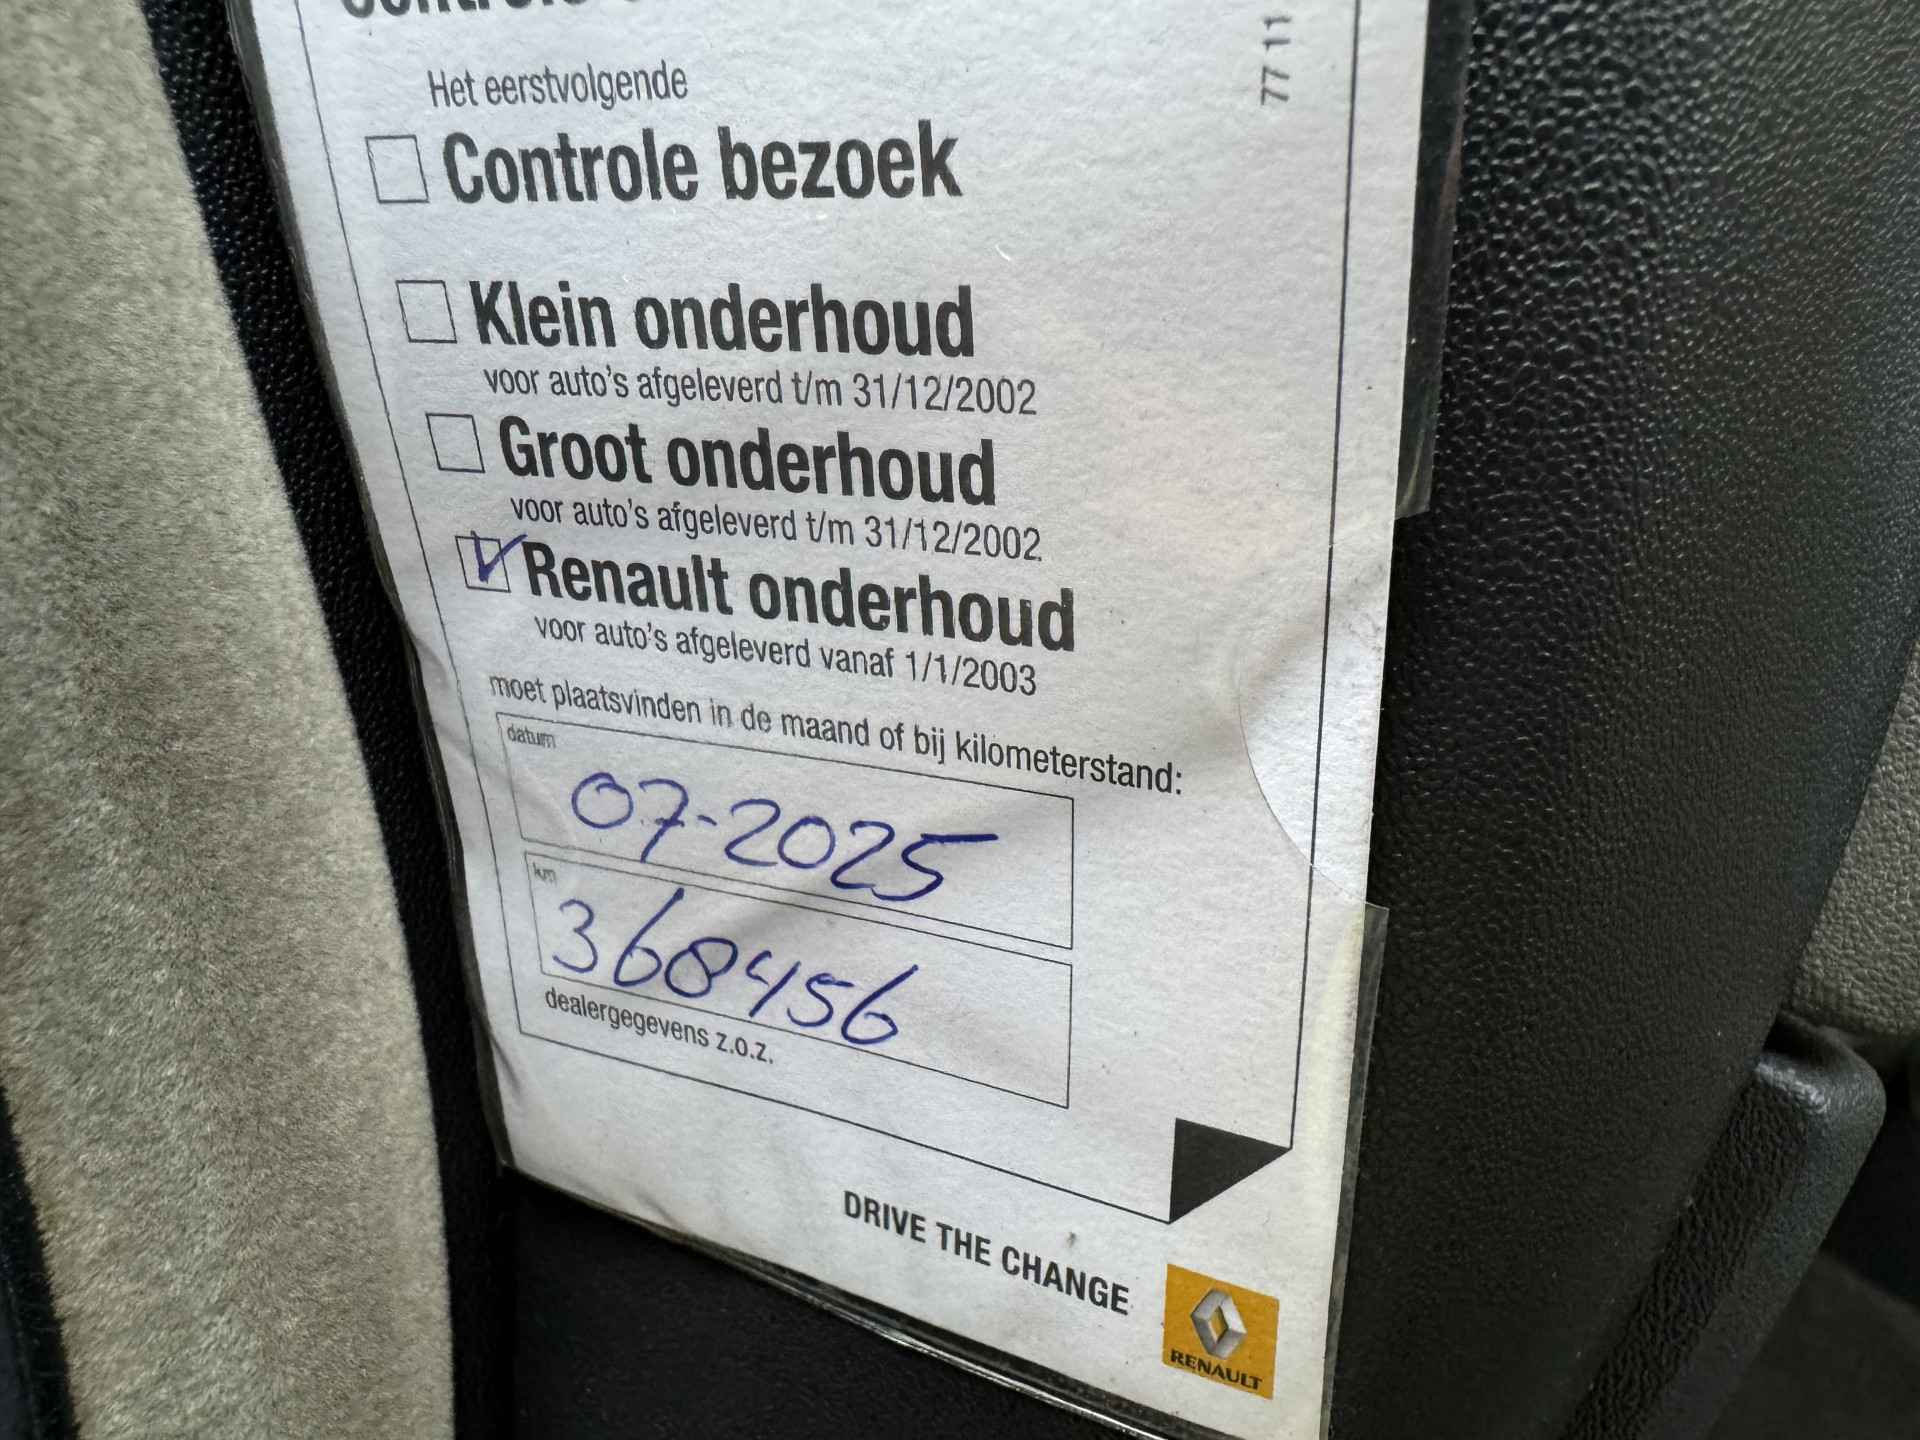 77 11
Het eerstvolgende
Controle bezoek
Klein onderhoud
voor auto's afgeleverd t/m 31/12/2002
Groot onderhoud
voor auto's afgeleverd t/m 31/12/2002
Renault onderhoud
voor auto's afgeleverd vanaf 1/1/2003
moet plaatsvinden in de maand of bij kilometerstand:
datum
07-2025
km
368456
dealergegevens z.o.z.
DRIVE THE CHANGE
RENAULT